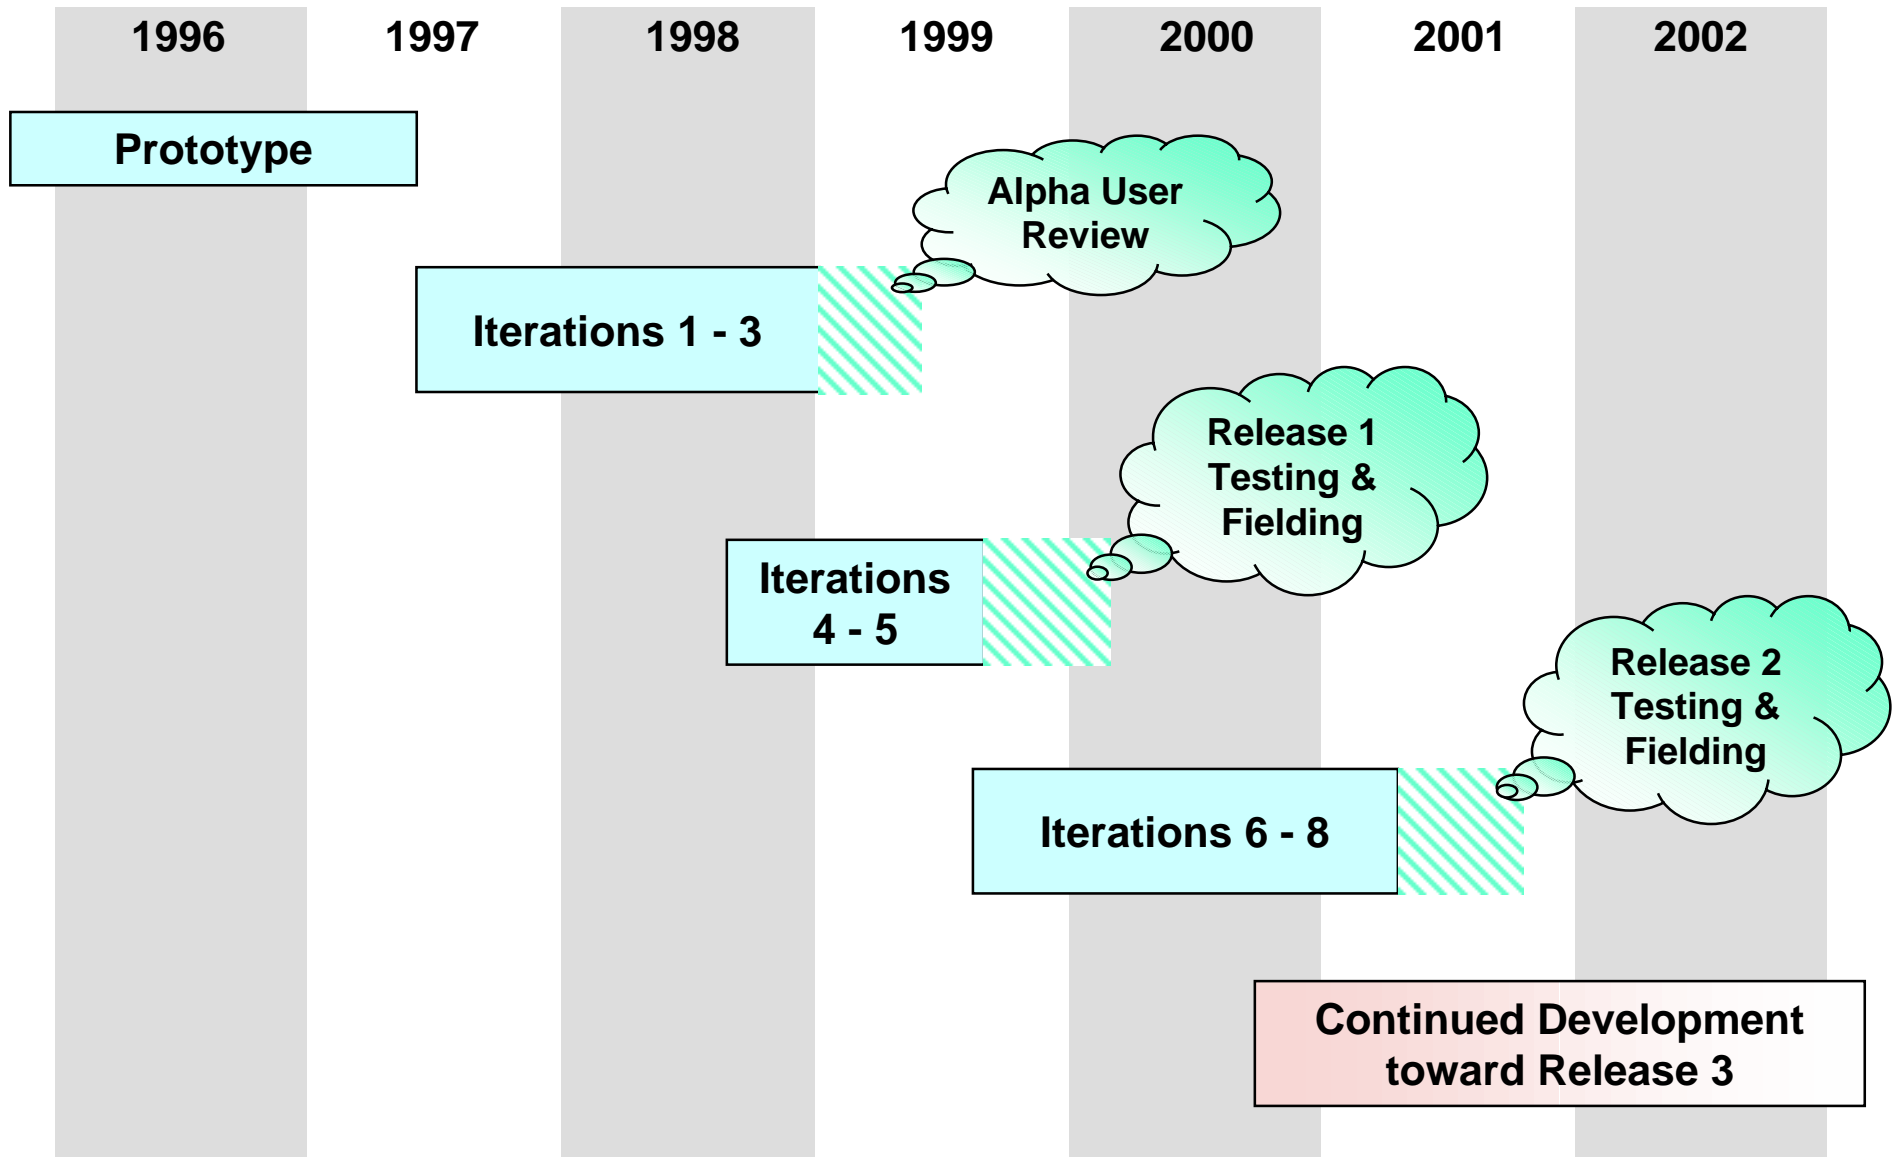 1996 1997 1998 1999 2000 2001 2002
Prototype
Alpha User
Review
Iterations 1 - 3
Release 1
Testing &
Fielding
Iterations
4 - 5
Release 2
Testing &
Fielding
Iterations 6 - 8
Continued Development
toward Release 3